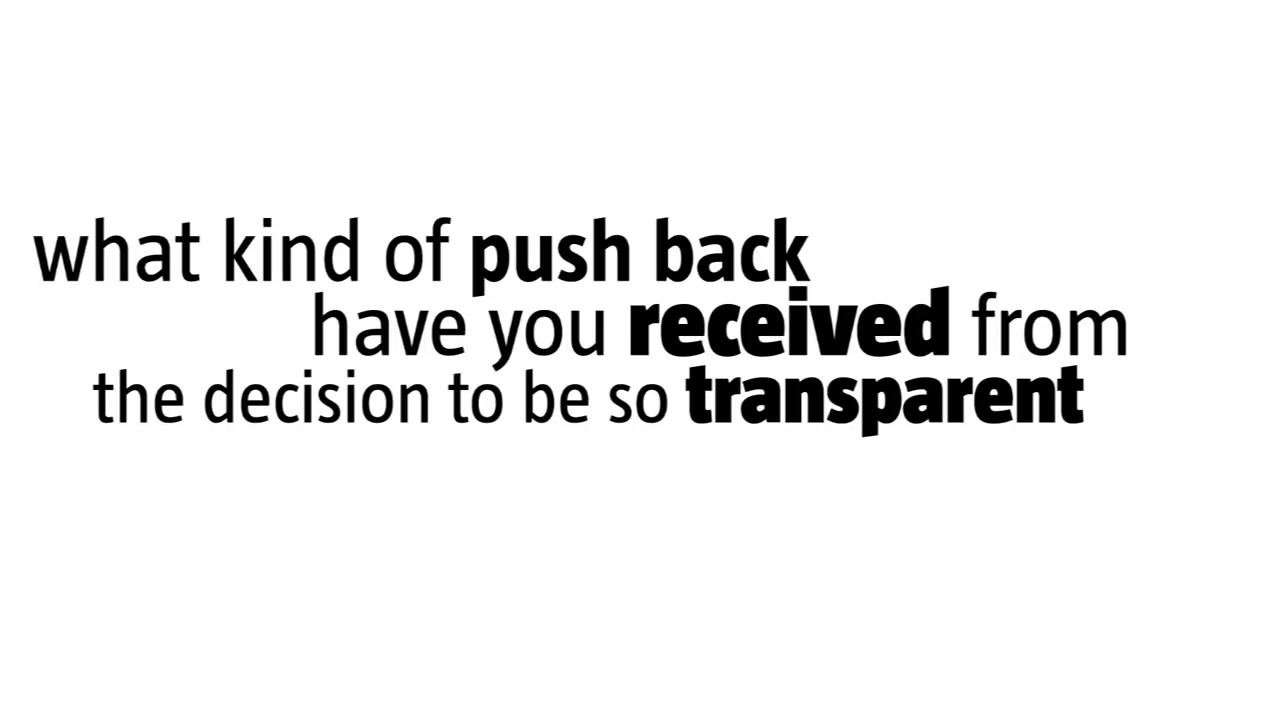 what kind of push back
have you received from
the decision to be so transparent